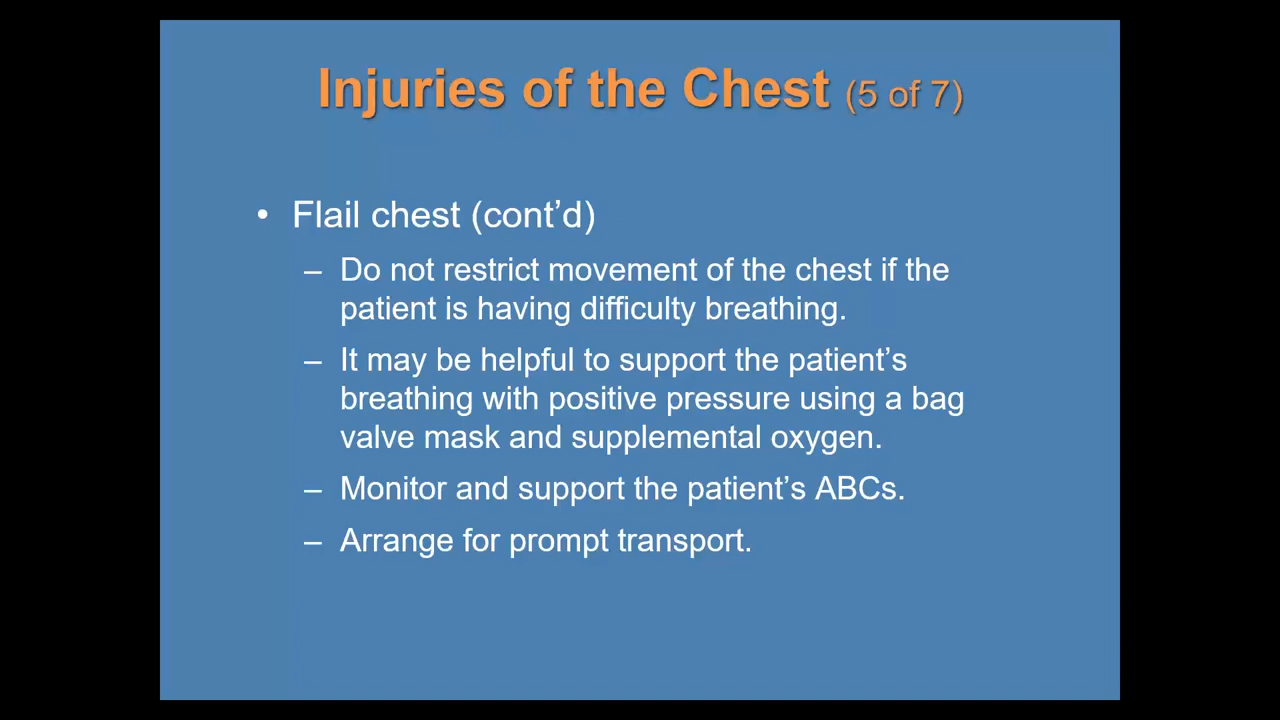 Injuries of the Chest (5 of 7)
• Flail chest (cont’d)
– Do not restrict movement of the chest if the
patient is having difficulty breathing.
– It may be helpful to support the patient’s
breathing with positive pressure using a bag
valve mask and supplemental oxygen.
– Monitor and support the patient’s ABCs.
– Arrange for prompt transport.